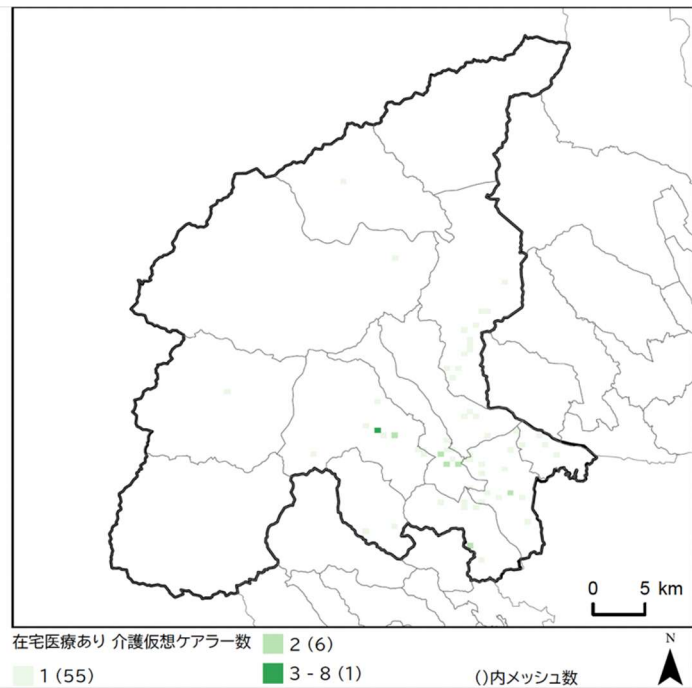 0 5 km
在宅医療あり 介護仮想ケアラー数
2 (6)
1 (55)
3 - 8 (1)
()内メッシュ数
N